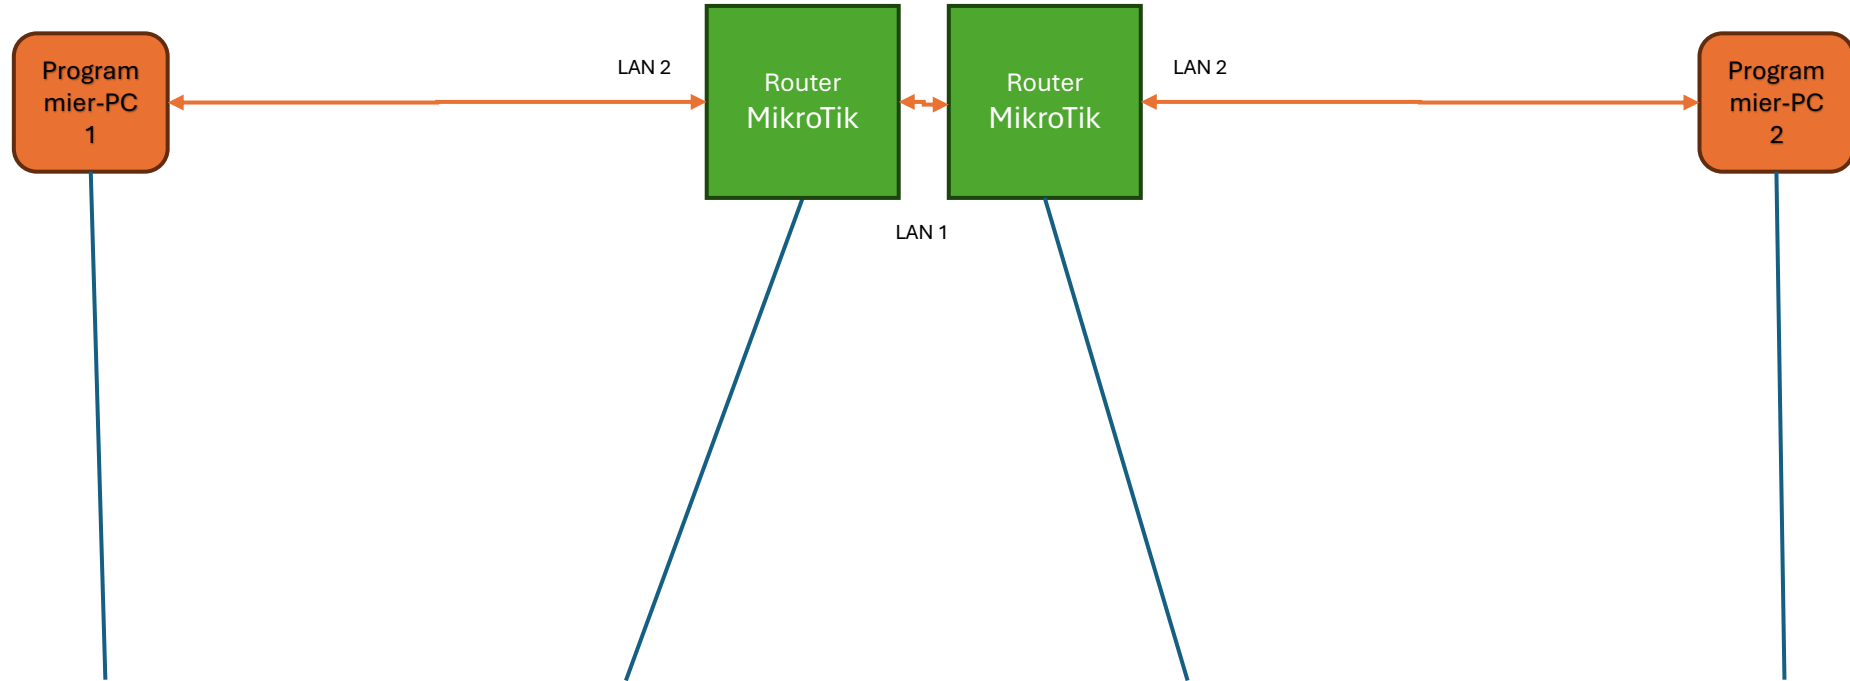 Program
mier-PC
1
LAN 2
Router
MikroTik
Router
MikroTik
LAN 2
Program
mier-PC
2
LAN 1